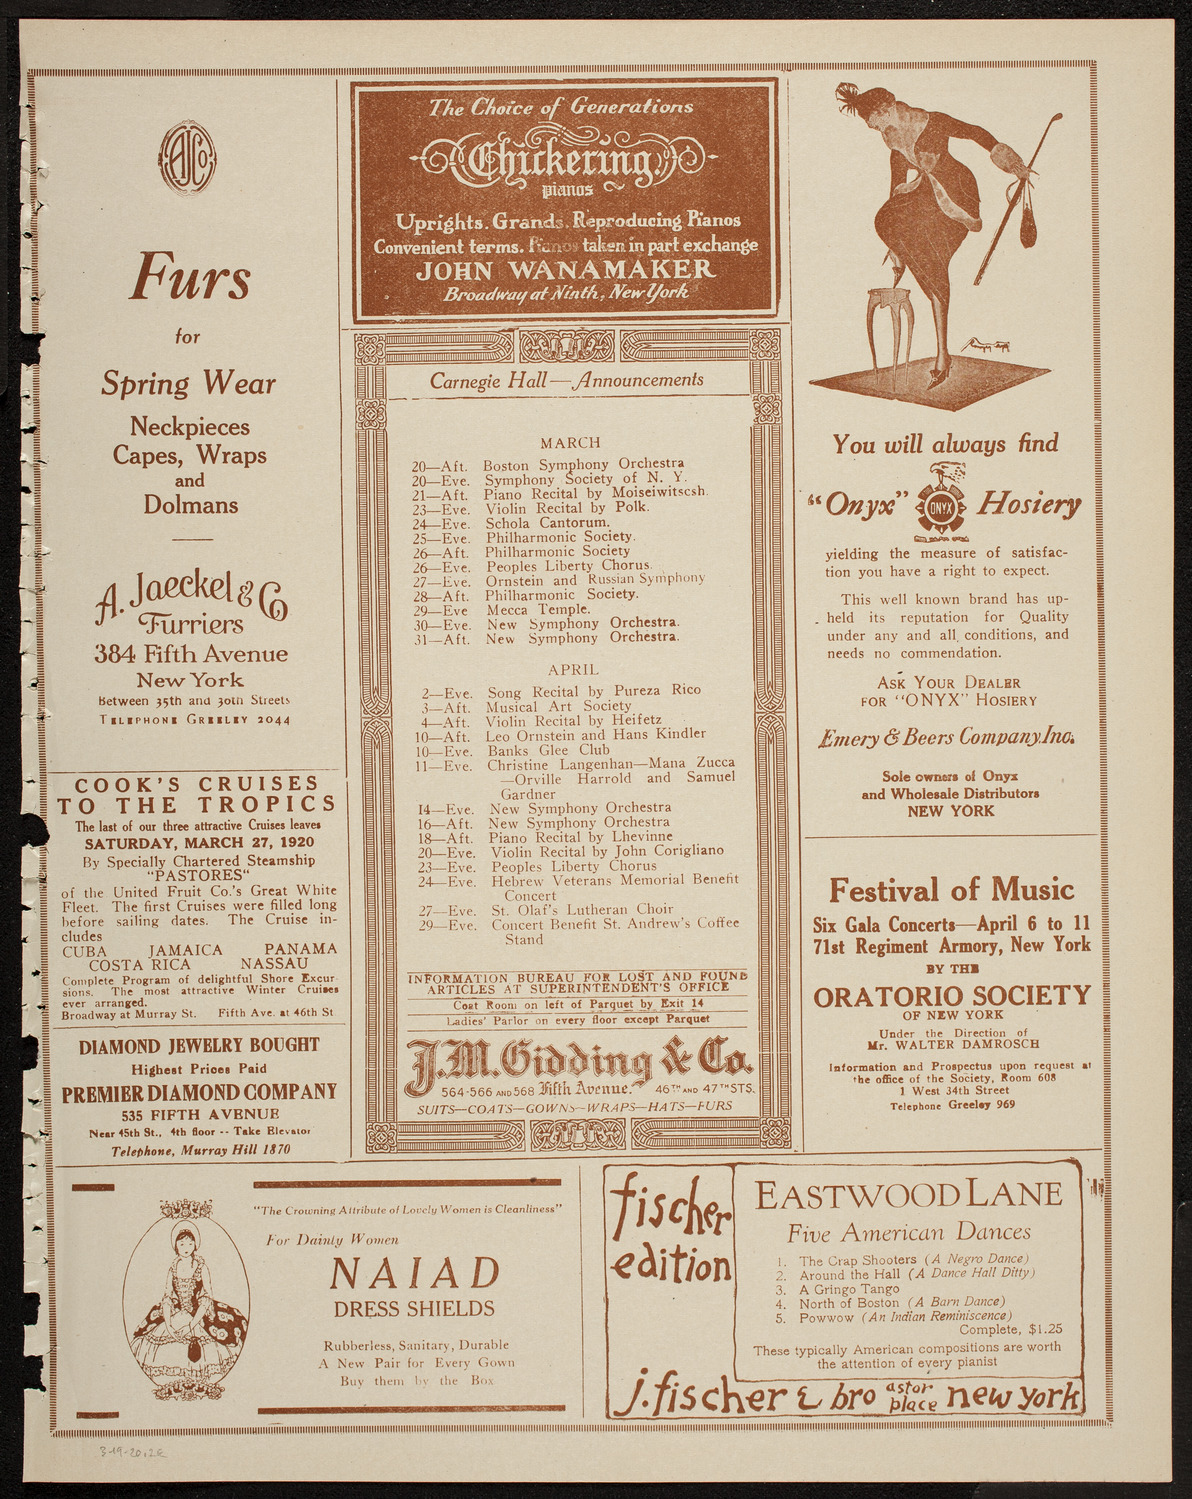 AJCo
Furs
for
Spring Wear
Neckpieces
Capes, Wraps
and
Dolmans
A. Jaeckel & Co
Furriers
384 Fifth Avenue
New York
Between 35th and 36th Streets
TELEPHONE GREELEY 2044
COOK'S CRUISES
TO THE TROPICS
The last of our three attractive Cruises leaves
SATURDAY, MARCH 27, 1920
By Specially Chartered Steamship
"PASTORES"
of the United Fruit Co.'s Great White
Fleet. The first Cruises were filled long
before sailing dates. The Cruise in-
cludes
CUBA JAMAICA PANAMA
COSTA RICA NASSAU
Complete Program of delightful Shore Excur
sions. The most attractive Winter Cruises
ever arranged.
Broadway at Murray St. Fifth Ave. at 46th St
DIAMOND JEWELRY BOUGHT
Highest Prices Paid
PREMIER DIAMOND COMPANY
535 FIFTH AVENUE
Near 45th St., 4th floor -- Take Elevator
Telephone, Murray Hill 1870
The Choice of Generations
Chickering
pianos
Uprights. Grands. Reproducing Pianos
Convenient terms. Pianos taken in part exchange
JOHN WANAMAKER
Broadway at Ninth, New York
Carnegie Hall—Announcements
MARCH
20—Aft. Boston Symphony Orchestra
20—Eve. Symphony Society of N. Y.
21—Aft. Piano Recital by Moiseiwitscsh.
23—Eve. Violin Recital by Polk.
24—Eve. Schola Cantorum.
25—Eve. Philharmonic Society.
26—Aft. Philharmonic Society
26—Eve. Peoples Liberty Chorus.
27—Eve. Ornstein and Russian Symphony
28—Aft. Philharmonic Society.
29—Eve Mecca Temple.
30—Eve. New Symphony Orchestra.
31—Aft. New Symphony Orchestra.
APRIL
2—Eve. Song Recital by Pureza Rico
3—Aft. Musical Art Society
4—Aft. Violin Recital by Heifetz
10—Aft. Leo Ornstein and Hans Kindler
10—Eve. Banks Glee Club
11—Eve. Christine Langenhan—Mana Zucca
—Orville Harrold and Samuel
Gardner
14—Eve. New Symphony Orchestra
16—Aft. New Symphony Orchestra
18—Aft. Piano Recital by Lhevinne
20—Eve. Violin Recital by John Corigliano
23—Eve. Peoples Liberty Chorus
24—Eve. Hebrew Veterans Memorial Benefit
Concert
27—Eve. St. Olaf's Lutheran Choir
29—Eve. Concert Benefit St. Andrew's Coffee
Stand
INFORMATION BUREAU FOR LOST AND FOUND
ARTICLES AT SUPERINTENDENT'S OFFICE
Coat Room on left of Parquet by Exit 14
Ladies' Parlor on every floor except Parquet
J.M. Gidding & Co.
564-566 AND 568 Fifth Avenue. 46TH AND 47TH STS.
SUITS—COATS—GOWNS—WRAPS—HATS—FURS
You will always find
"Onyx" ONYX Hosiery
yielding the measure of satisfac-
tion you have a right to expect.
This well known brand has up-
held its reputation for Quality
under any and all conditions, and
needs no commendation.
ASK YOUR DEALER
FOR "ONYX" HOSIERY
Emery & Beers Company, Inc.
Sole owners of Onyx
and Wholesale Distributors
NEW YORK
Festival of Music
Six Gala Concerts—April 6 to 11
71st Regiment Armory, New York
BY THE
ORATORIO SOCIETY
OF NEW YORK
Under the Direction of
Mr. WALTER DAMROSCH
Information and Prospectus upon request at
the office of the Society, Room 608
1 West 34th Street
Telephone Greeley 969
"The Crowning Attribute of Lovely Women is Cleanliness"
For Dainty Women
NAIAD
DRESS SHIELDS
Rubberless, Sanitary, Durable
A New Pair for Every Gown
Buy them by the Box
fischer
edition
EASTWOOD LANE
Five American Dances
1. The Crap Shooters (A Negro Dance)
2. Around the Hall (A Dance Hall Ditty)
3. A Gringo Tango
4. North of Boston (A Barn Dance)
5. Powwow (An Indian Reminiscence)
Complete, $1.25
These typically American compositions are worth
the attention of every pianist
j. fischer & bro astor place new york
3-19-20.2E